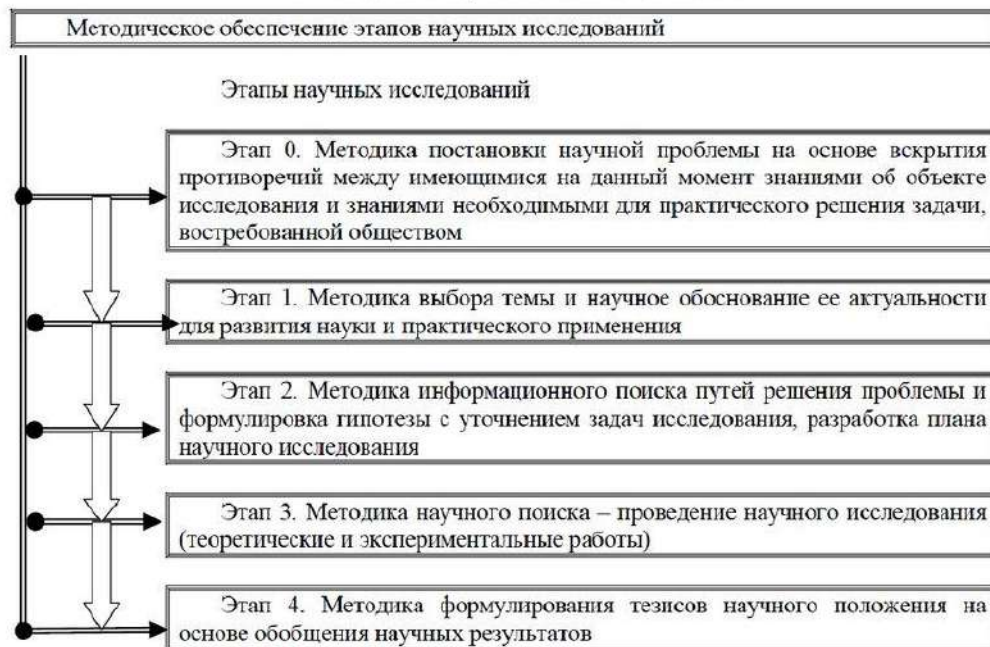 Методическое обеспечение этапов научных исследований
Этапы научных исследований
Этап 0. Методика постановки научной проблемы на основе вскрытия
противоречий между имеющимися на данный момент знаниями об объекте
исследования и знаниями необходимыми для практического решения задачи,
востребованной обществом
Этап 1. Методика выбора темы и научное обоснование ее актуальности
для развития науки и практического применения
Этап 2. Методика информационного поиска путей решения проблемы и
формулировка гипотезы с уточнением задач исследования, разработка плана
научного исследования
Этап 3. Методика научного поиска – проведение научного исследования
(теоретические и экспериментальные работы)
Этап 4. Методика формулирования тезисов научного положения на
основе обобщения научных результатов